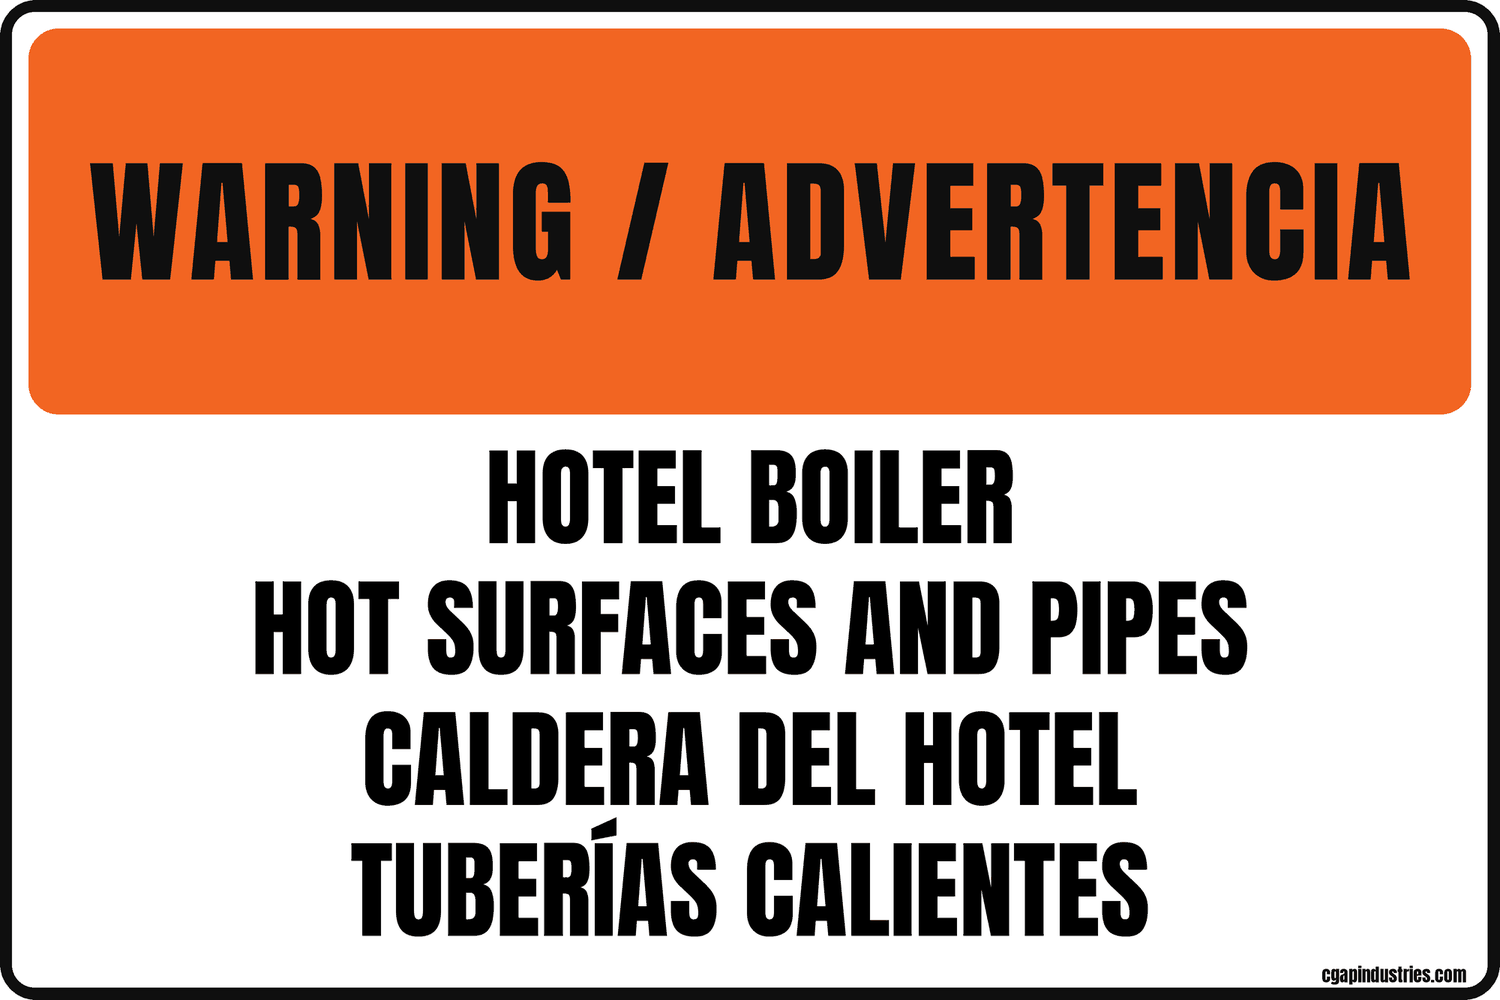 WARNING / ADVERTENCIA
HOTEL BOILER
HOT SURFACES AND PIPES
CALDERA DEL HOTEL
TUBERÍAS CALIENTES
cgapindustries.com